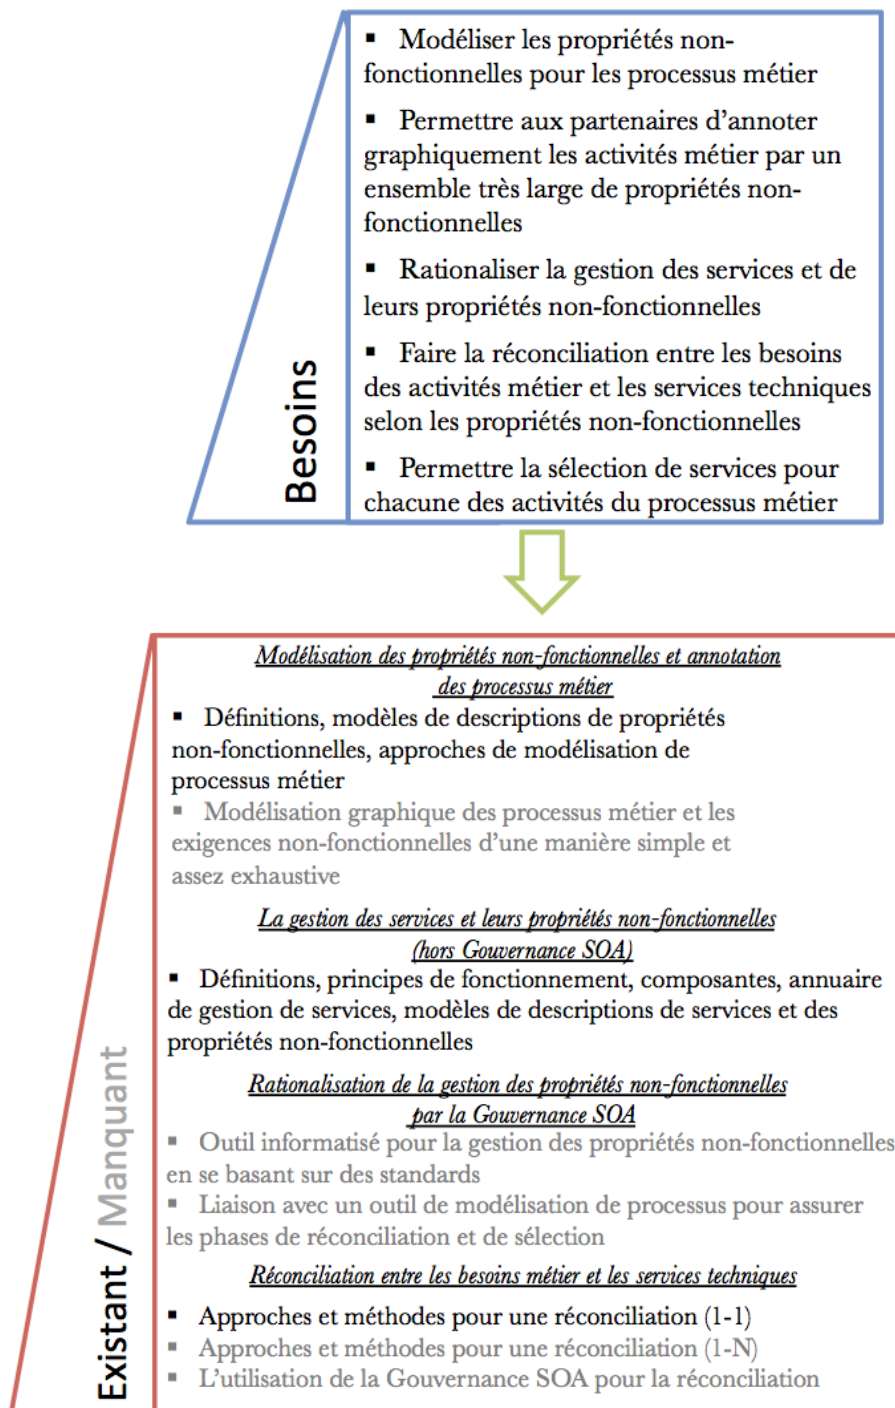 Besoins
▪ Modéliser les propriétés non-
fonctionnelles pour les processus métier
▪ Permettre aux partenaires d’annoter
graphiquement les activités métier par un
ensemble très large de propriétés non-
fonctionnelles
▪ Rationaliser la gestion des services et de
leurs propriétés non-fonctionnelles
▪ Faire la réconciliation entre les besoins
des activités métier et les services techniques
selon les propriétés non-fonctionnelles
▪ Permettre la sélection de services pour
chacune des activités du processus métier
Existant / Manquant
Modélisation des propriétés non-fonctionnelles et annotation
des processus métier
▪ Définitions, modèles de descriptions de propriétés
non-fonctionnelles, approches de modélisation de
processus métier
▪ Modélisation graphique des processus métier et les
exigences non-fonctionnelles d’une manière simple et
assez exhaustive
La gestion des services et leurs propriétés non-fonctionnelles
(hors Gouvernance SOA)
▪ Définitions, principes de fonctionnement, composantes, annuaire
de gestion de services, modèles de descriptions de services et des
propriétés non-fonctionnelles
Rationalisation de la gestion des propriétés non-fonctionnelles
par la Gouvernance SOA
▪ Outil informatisé pour la gestion des propriétés non-fonctionnelles
en se basant sur des standards
▪ Liaison avec un outil de modélisation de processus pour assurer
les phases de réconciliation et de sélection
Réconciliation entre les besoins métier et les services techniques
▪ Approches et méthodes pour une réconciliation (1-1)
▪ Approches et méthodes pour une réconciliation (1-N)
▪ L’utilisation de la Gouvernance SOA pour la réconciliation